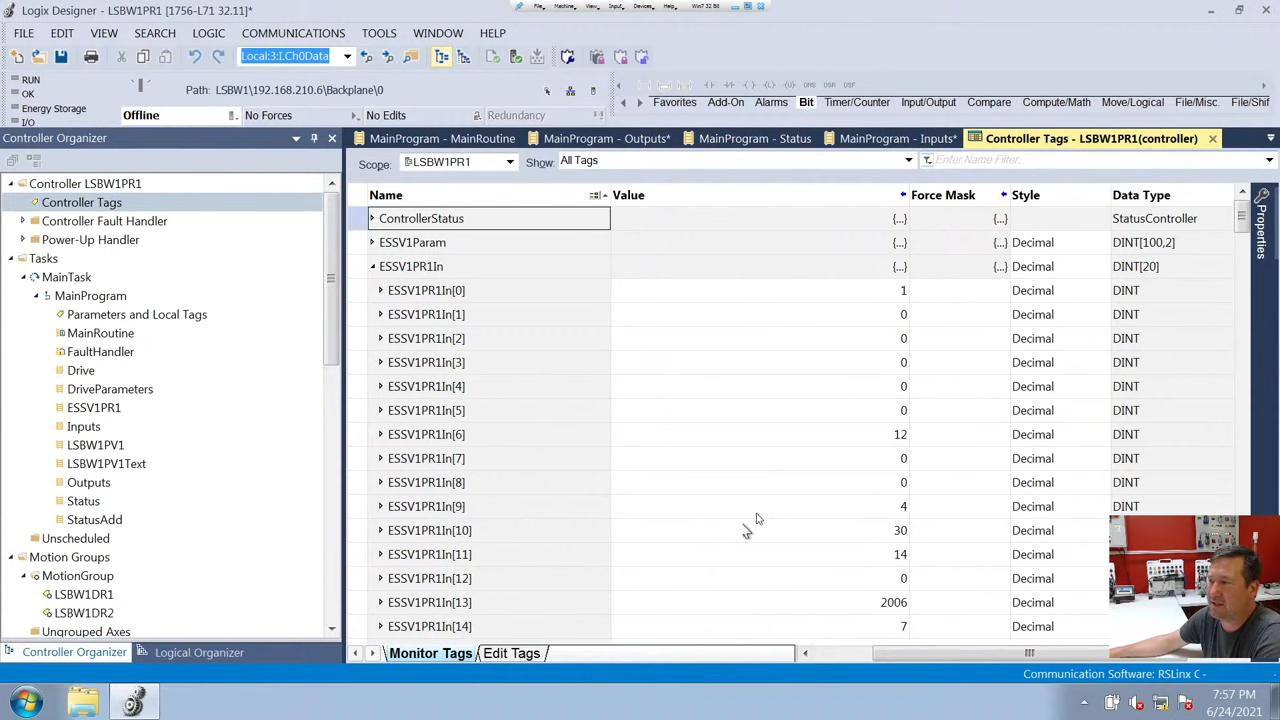 File Machine View Input Devices Help Win7 32 Bit
Logix Designer - LSBW1PR1 [1756-L71 32.11]*
FILE EDIT VIEW SEARCH LOGIC COMMUNICATIONS TOOLS WINDOW HELP
Local:3:I.Ch0Data
RUN
OK
Energy Storage
I/O
Path: LSBW1\192.168.210.6\Backplane\0
Offline No Forces No Edits Redundancy
Favorites Add-On Alarms Bit Timer/Counter Input/Output Compare Compute/Math Move/Logical File/Misc. File/Shif
Controller Organizer
MainProgram - MainRoutine MainProgram - Outputs* MainProgram - Status MainProgram - Inputs* Controller Tags - LSBW1PR1(controller)
Scope: LSBW1PR1 Show: All Tags Enter Name Filter...
Controller LSBW1PR1
Controller Tags
Controller Fault Handler
Power-Up Handler
Tasks
MainTask
MainProgram
Parameters and Local Tags
MainRoutine
FaultHandler
Drive
DriveParameters
ESSV1PR1
Inputs
LSBW1PV1
LSBW1PV1Text
Outputs
Status
StatusAdd
Unscheduled
Motion Groups
MotionGroup
LSBW1DR1
LSBW1DR2
Ungrouped Axes
Controller Organizer Logical Organizer
Name Value Force Mask Style Data Type
ControllerStatus {...} {...} StatusController
ESSV1Param {...} {...} Decimal DINT[100,2]
ESSV1PR1In {...} {...} Decimal DINT[20]
ESSV1PR1In[0] 1 Decimal DINT
ESSV1PR1In[1] 0 Decimal DINT
ESSV1PR1In[2] 0 Decimal DINT
ESSV1PR1In[3] 0 Decimal DINT
ESSV1PR1In[4] 0 Decimal DINT
ESSV1PR1In[5] 0 Decimal DINT
ESSV1PR1In[6] 12 Decimal DINT
ESSV1PR1In[7] 0 Decimal DINT
ESSV1PR1In[8] 0 Decimal DINT
ESSV1PR1In[9] 4 Decimal DINT
ESSV1PR1In[10] 30 Decimal
ESSV1PR1In[11] 14 Decimal
ESSV1PR1In[12] 0 Decimal
ESSV1PR1In[13] 2006 Decimal
ESSV1PR1In[14] 7 Decimal
Properties
Monitor Tags Edit Tags
Communication Software: RSLinx C
7:57 PM
6/24/2021